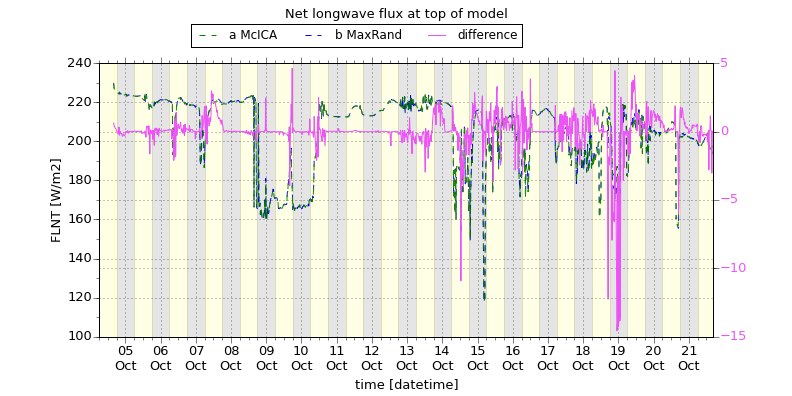 Net longwave flux at top of model
a McICA b MaxRand difference
240
220
200
180
160
140
120
100
FLNT [W/m2]
5
0
−5
−10
−15
05 06 07 08 09 10 11 12 13 14 15 16 17 18 19 20 21
Oct Oct Oct Oct Oct Oct Oct Oct Oct Oct Oct Oct Oct Oct Oct Oct Oct
time [datetime]